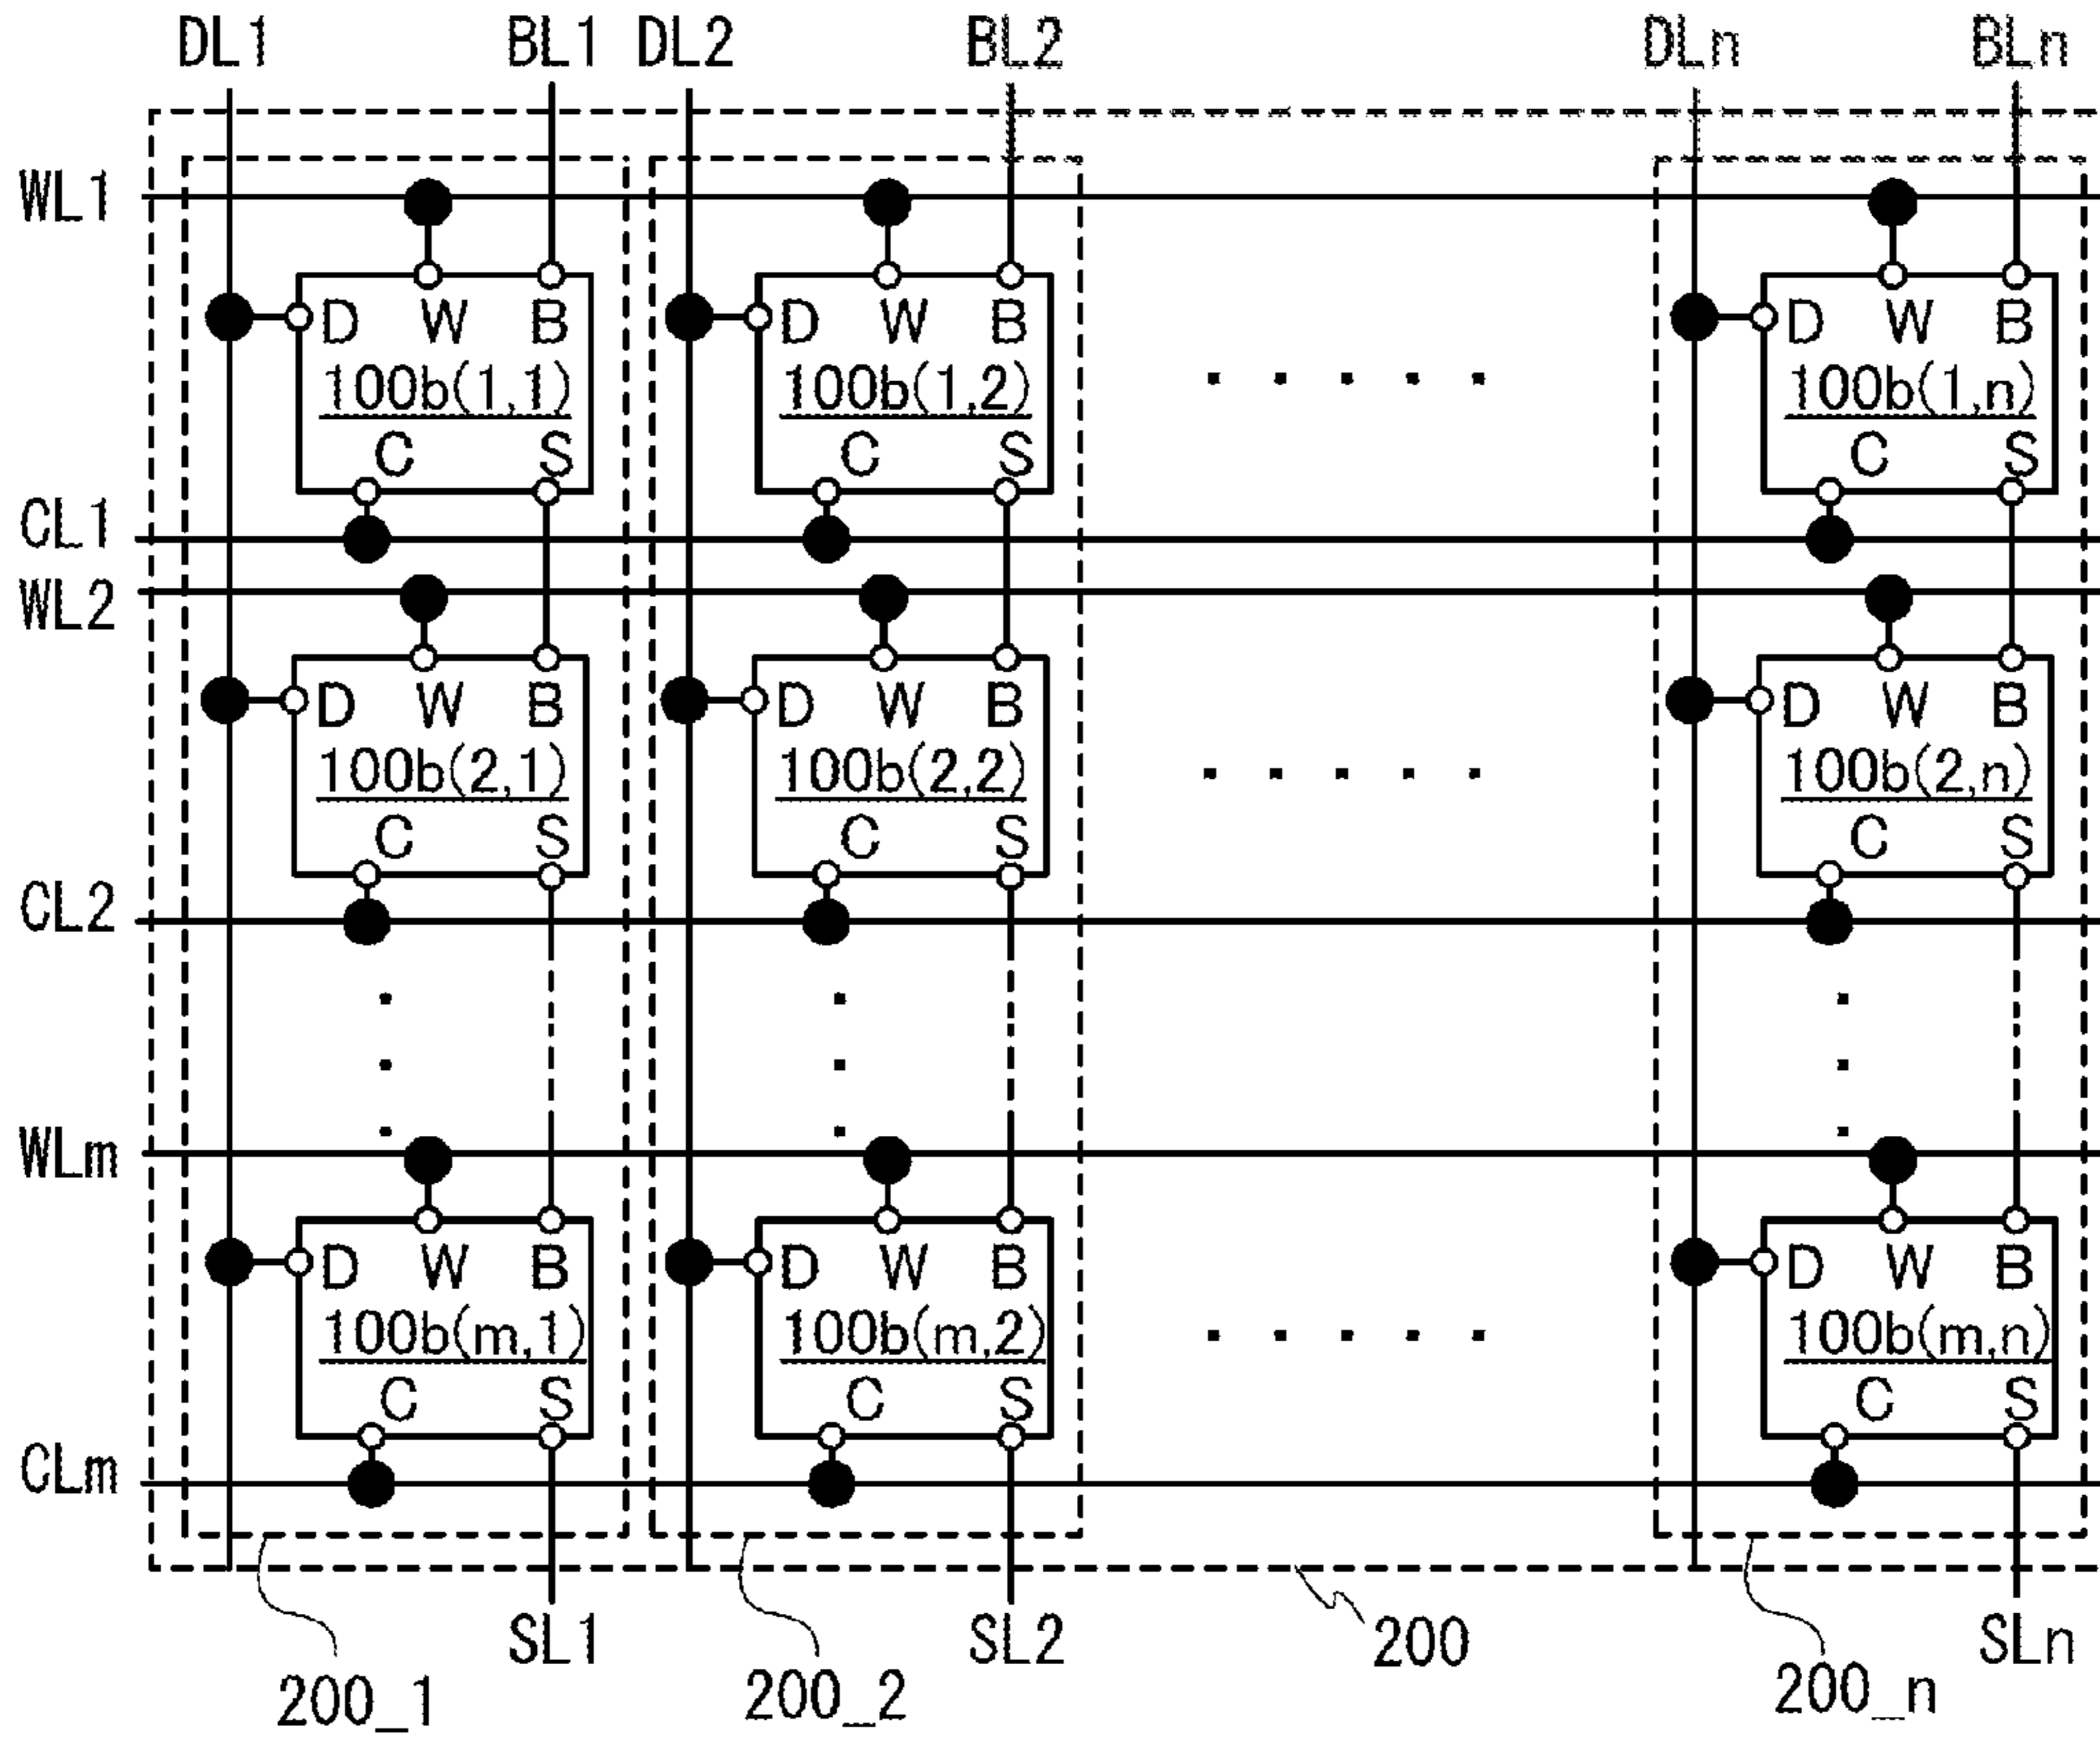 DL1 BL1 DL2 BL2 DLn BLn
WL1
D W B D W B D W B
100b(1,1) 100b(1,2) 100b(1,n)
C S C S C S
CL1
WL2
D W B D W B D W B
100b(2,1) 100b(2,2) 100b(2,n)
C S C S C S
CL2
WLm
D W B D W B D W B
100b(m,1) 100b(m,2) 100b(m,n)
C S C S C S
CLm
SL1 SL2 200 SLn
200_1 200_2 200_n